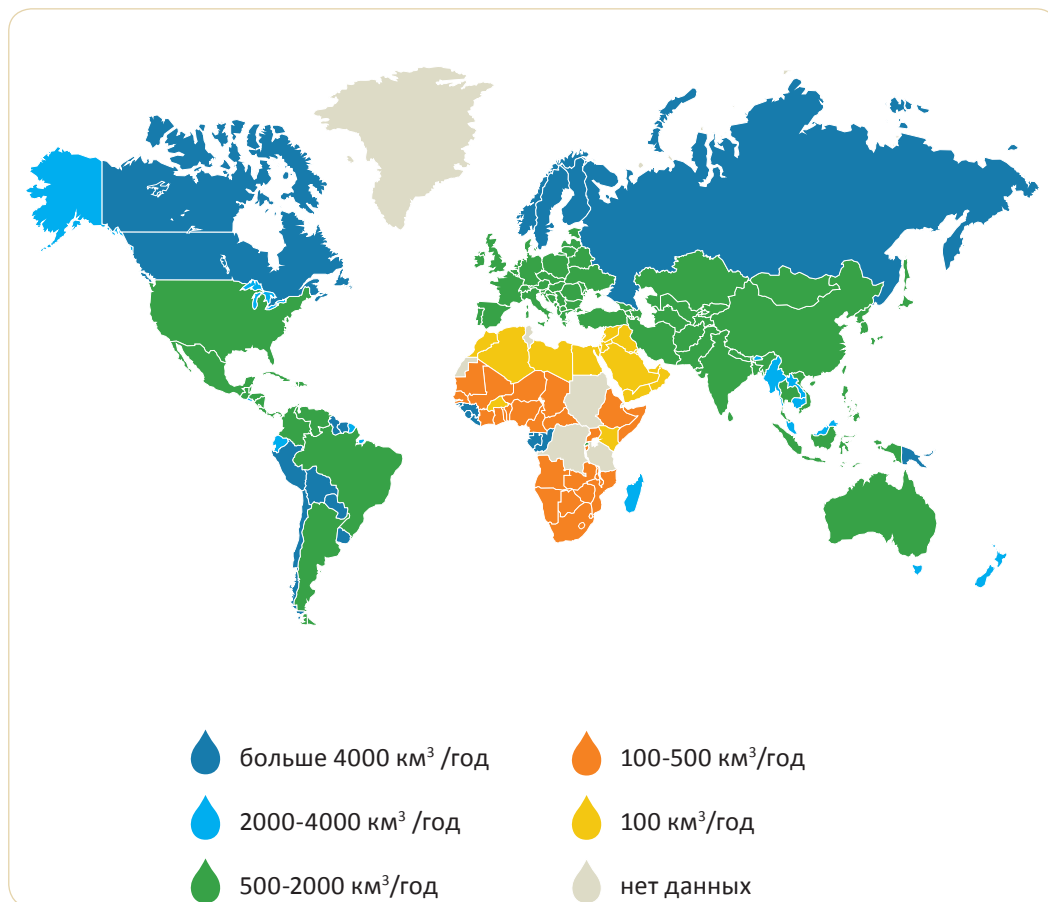 больше 4000 км³ /год
2000-4000 км³ /год
500-2000 км³/год
100-500 км³/год
100 км³/год
нет данных